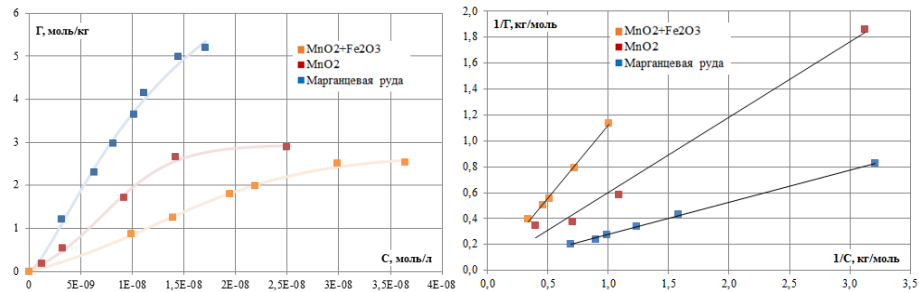 Г, моль/кг
6
5
4
3
2
1
0
MnO2+Fe2O3
MnO2
Марганцевая руда
С, моль/л
0 5E-09 1E-08 1,5E-08 2E-08 2,5E-08 3E-08 3,5E-08 4E-08
1/Г, кг/моль
2,0
1,8
1,6
1,4
1,2
1,0
0,8
0,6
0,4
0,2
0,0
MnO2+Fe2O3
MnO2
Марганцевая руда
1/С, кг/моль
0,0 0,5 1,0 1,5 2,0 2,5 3,0 3,5